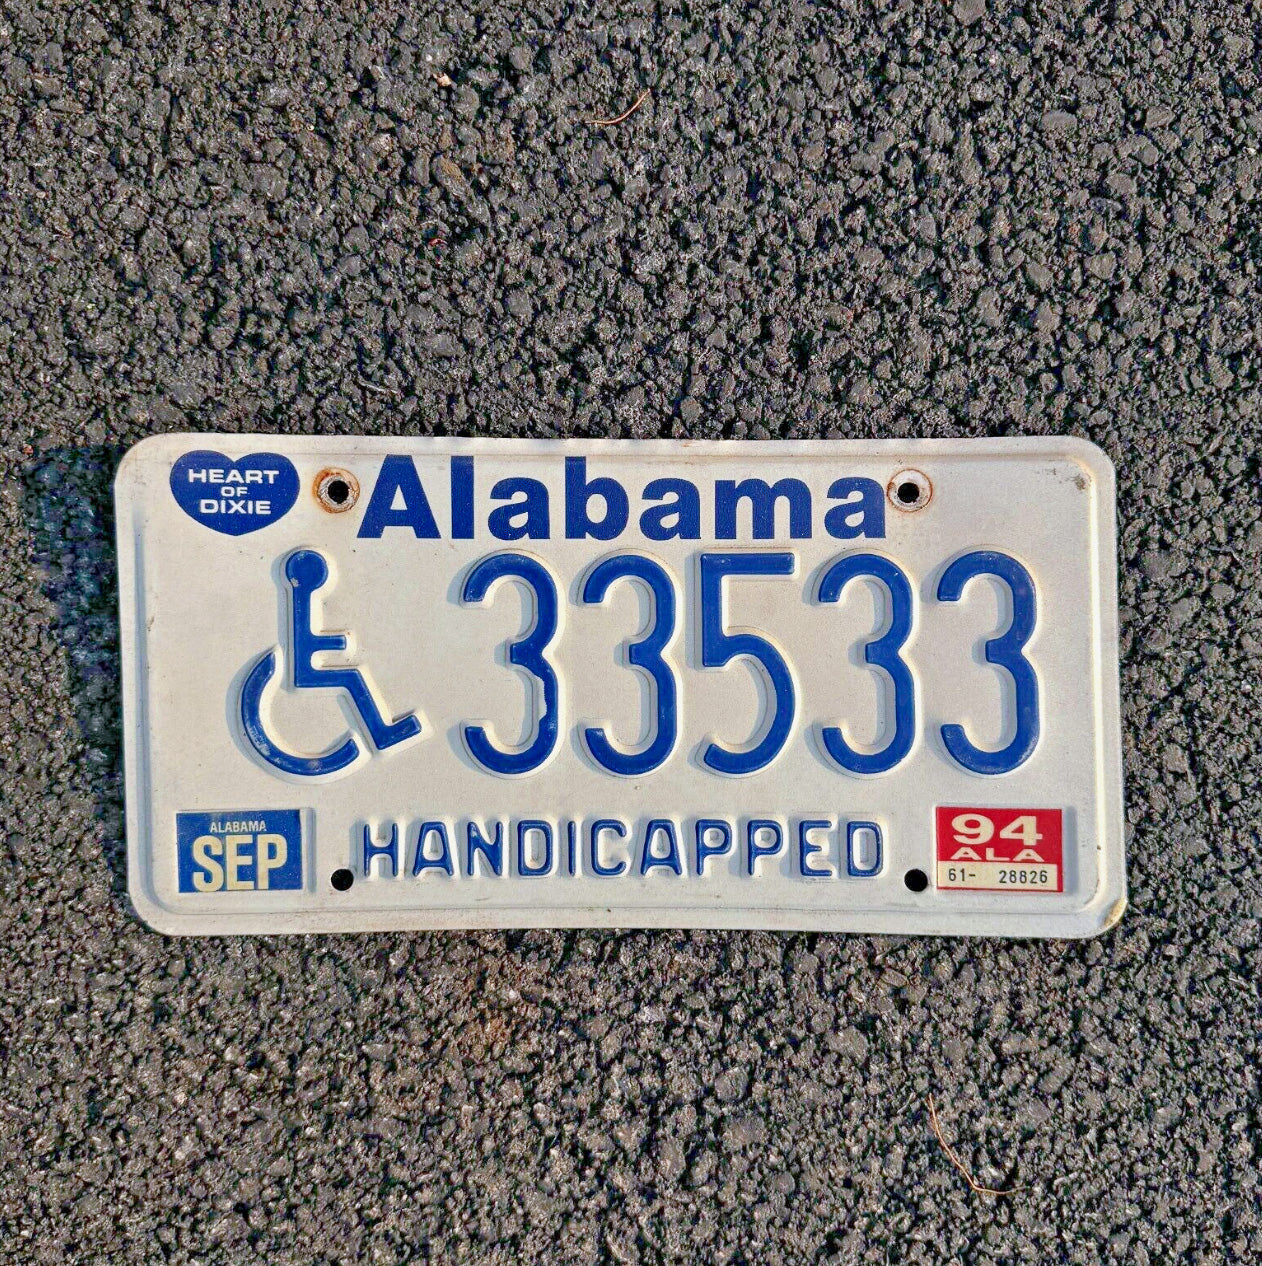 HEART
OF
DIXIE
Alabama
33533
ALABAMA
SEP
HANDICAPPED
94
ALA
61- 28826